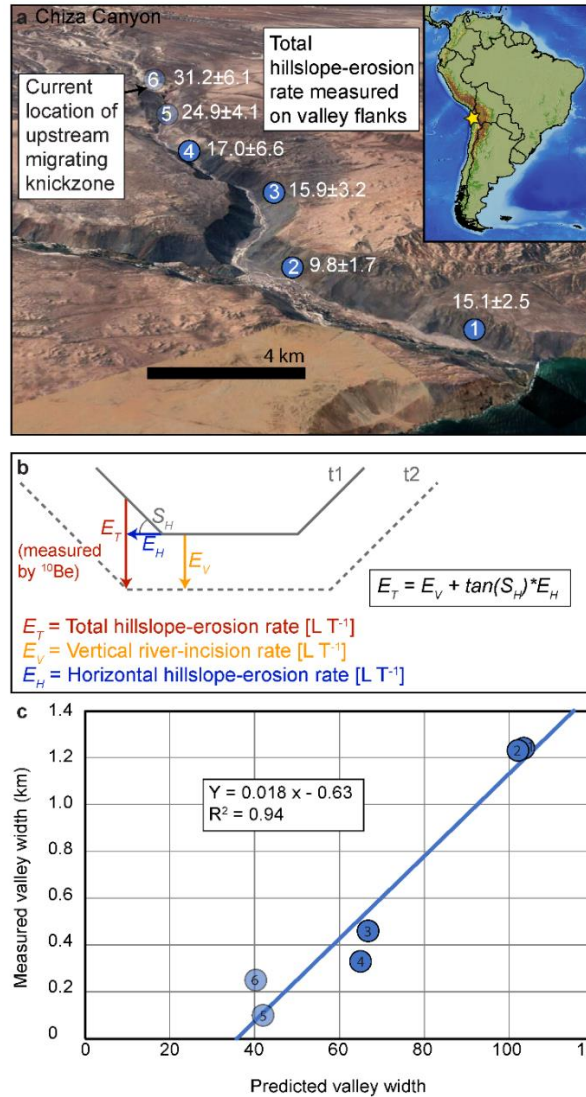 a Chiza Canyon
Total
hillslope-erosion
rate measured
on valley flanks
Current
location of
upstream
migrating
knickzone
6 31.2±6.1
5 24.9±4.1
4 17.0±6.6
3 15.9±3.2
2 9.8±1.7
15.1±2.5
1
4 km
b
t1
t2
S_H
E_T
E_H
E_V
(measured
by ¹⁰Be)
E_T = E_V + tan(S_H)*E_H
E_T = Total hillslope-erosion rate [L T⁻¹]
E_V = Vertical river-incision rate [L T⁻¹]
E_H = Horizontal hillslope-erosion rate [L T⁻¹]
c
1.4
1.2
1.0
0.8
0.6
0.4
0.2
0
Measured valley width (km)
Y = 0.018 x - 0.63
R² = 0.94
2
3
4
6
5
0 20 40 60 80 100
Predicted valley width